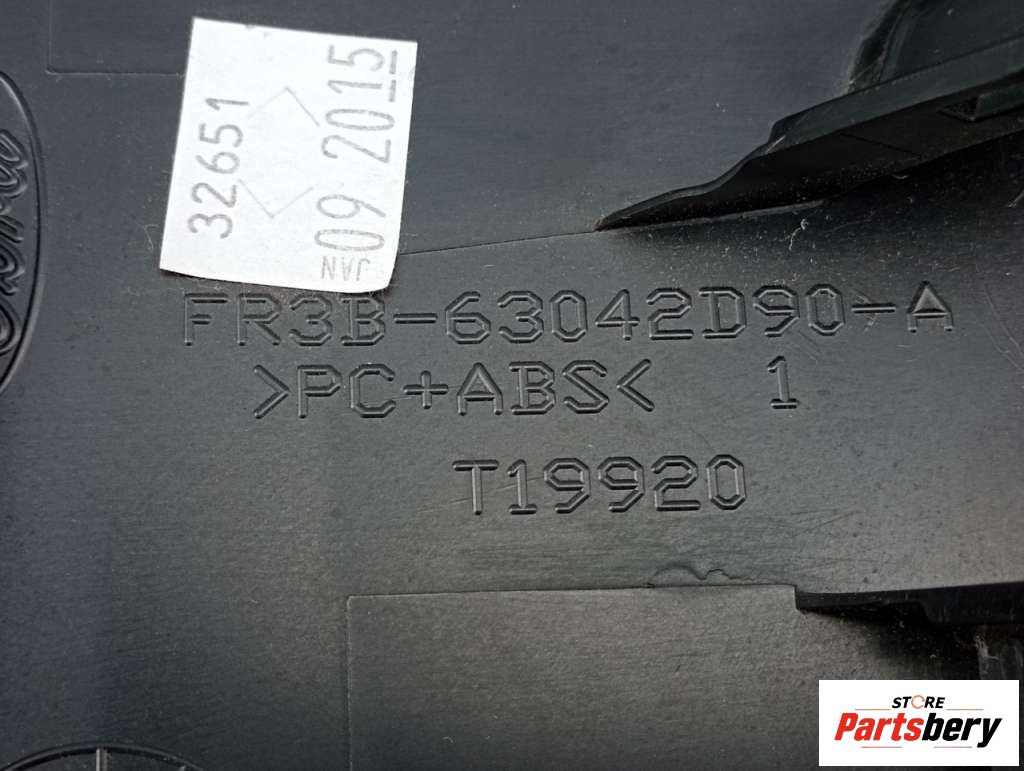 32651
JAN 09 2015
FR3B-63042D90-A
>PC+ABS< 1
T19920
STORE
Partsbery